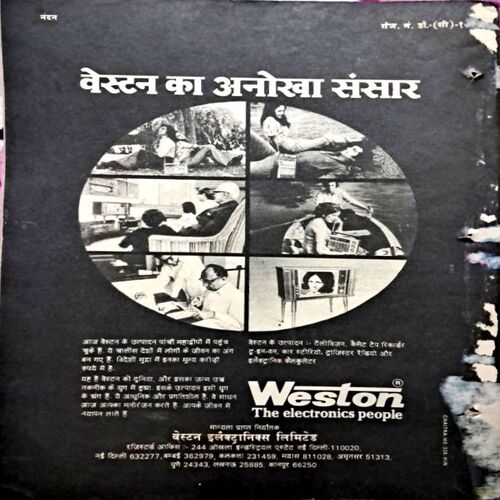 नंदन
वेस्टन का अनोखा संसार
आज वेस्टन के उत्पादन पांचों महाद्वीपों में पहुंच
चुके हैं. ये चालीस देशों में लोगों के जीवन का अंग
बन गए हैं. विदेशी मुद्रा में इनका मूल्य करोड़ों
रुपये में है.
यह है वेस्टन की दुनिया, और इसका जन्म उच्च
तकनीक के युग में हुआ. इसके उत्पादन इसी युग
के अंग हैं. ये आधुनिक और प्रगतिशील है. ये साधन
आज आपका मनोरंजन करते हैं. आपके जीवन में
नयापन लाते हैं
वेस्टन के उत्पादन :- टेलीविज़न, कैसेट टेप रिकार्डर
टू-इन-वन, कार स्टीरियो, ट्रांजिस्टर रेडियो और
इलैक्ट्रानिक कैलकुलेटर
Weston ®
The electronics people
मान्यता प्राप्त निर्यातक
वेस्टन इलैक्ट्रानिक्स लिमिटेड
रजिस्टर्ड आफिस :- 244 ओखला इन्डस्ट्रियल एस्टेट नई दिल्ली-110020,
नई दिल्ली 632277, बम्बई 362979, कलकत्ता 231459, मद्रास 811028, अमृतसर 51313,
पुणे 24343, लखनऊ 25885, कानपुर 66250